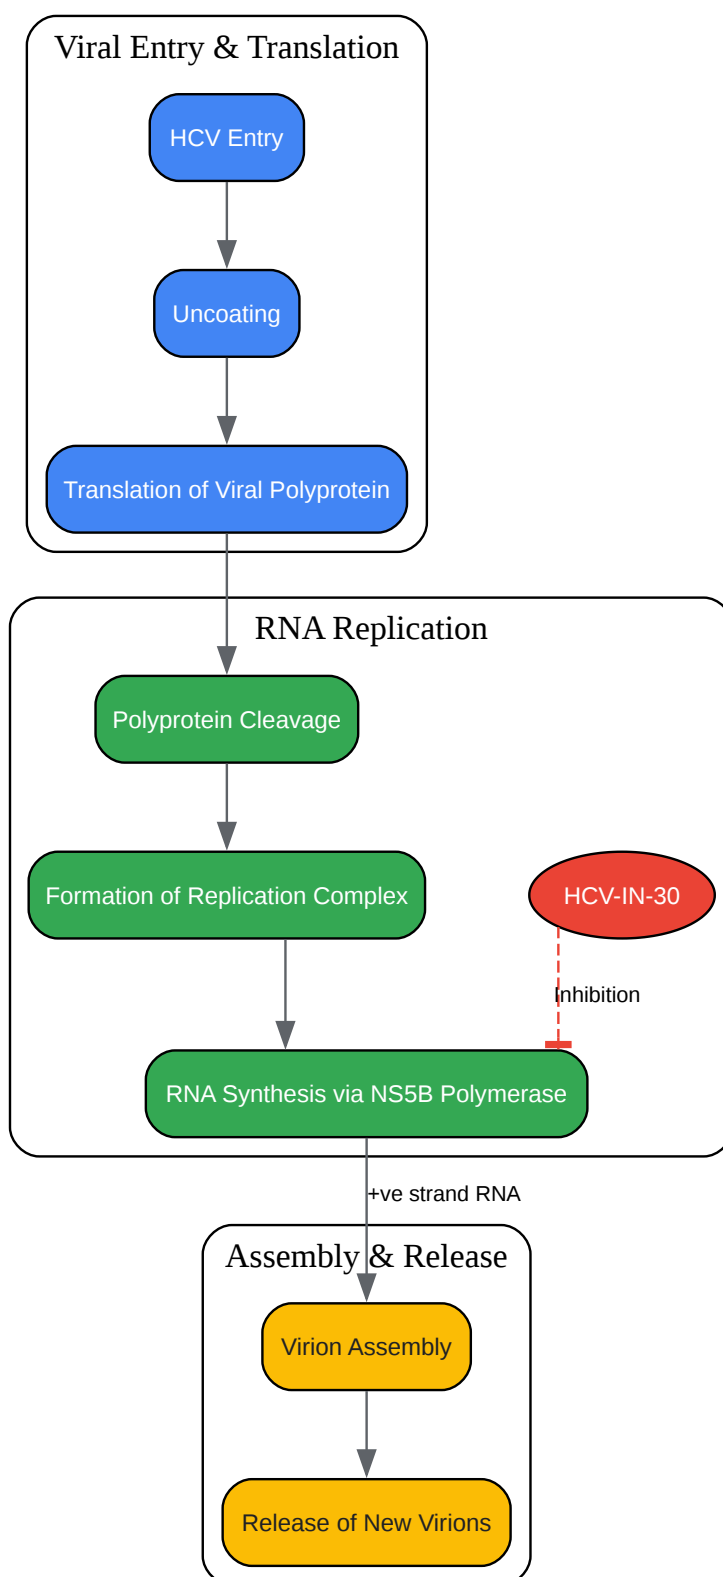 Viral Entry & Translation
HCV Entry
Uncoating
Translation of Viral Polyprotein
RNA Replication
Polyprotein Cleavage
Formation of Replication Complex
HCV-IN-30
Inhibition
RNA Synthesis via NS5B Polymerase
+ve strand RNA
Assembly & Release
Virion Assembly
Release of New Virions